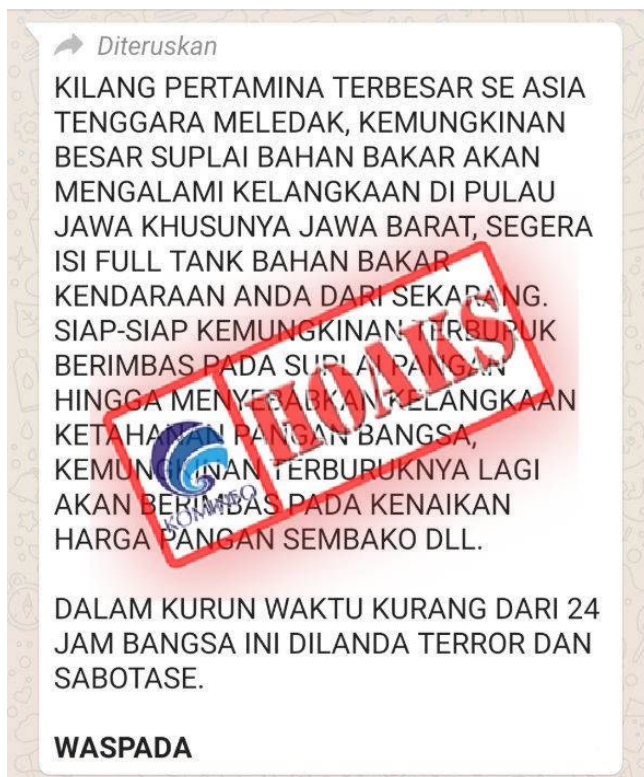 Diteruskan
KILANG PERTAMINA TERBESAR SE ASIA
TENGGARA MELEDAK, KEMUNGKINAN
BESAR SUPLAI BAHAN BAKAR AKAN
MENGALAMI KELANGKAAN DI PULAU
JAWA KHUSUNYA JAWA BARAT, SEGERA
ISI FULL TANK BAHAN BAKAR
KENDARAAN ANDA DARI SEKARANG.
SIAP-SIAP KEMUNGKINAN TERBURUK
BERIMBAS PADA SUPLAI PANGAN
HINGGA MENYEBABKAN KELANGKAAN
KETAHANAN PANGAN BANGSA,
KEMUNGKINAN TERBURUKNYA LAGI
AKAN BERIMBAS PADA KENAIKAN
HARGA PANGAN SEMBAKO DLL.
DALAM KURUN WAKTU KURANG DARI 24
JAM BANGSA INI DILANDA TERROR DAN
SABOTASE.
WASPADA
KOMINFO
HOAKS